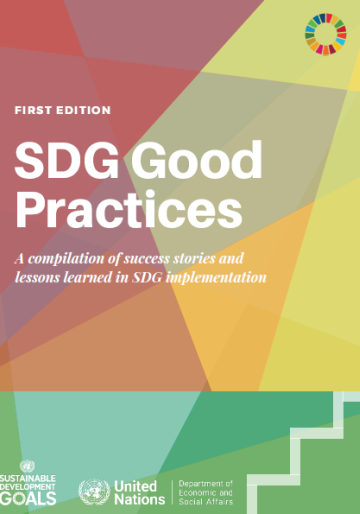 FIRST EDITION
SDG Good
Practices
A compilation of success stories and
lessons learned in SDG implementation
SUSTAINABLE
DEVELOPMENT
GOALS
United
Nations
Department of
Economic and
Social Affairs